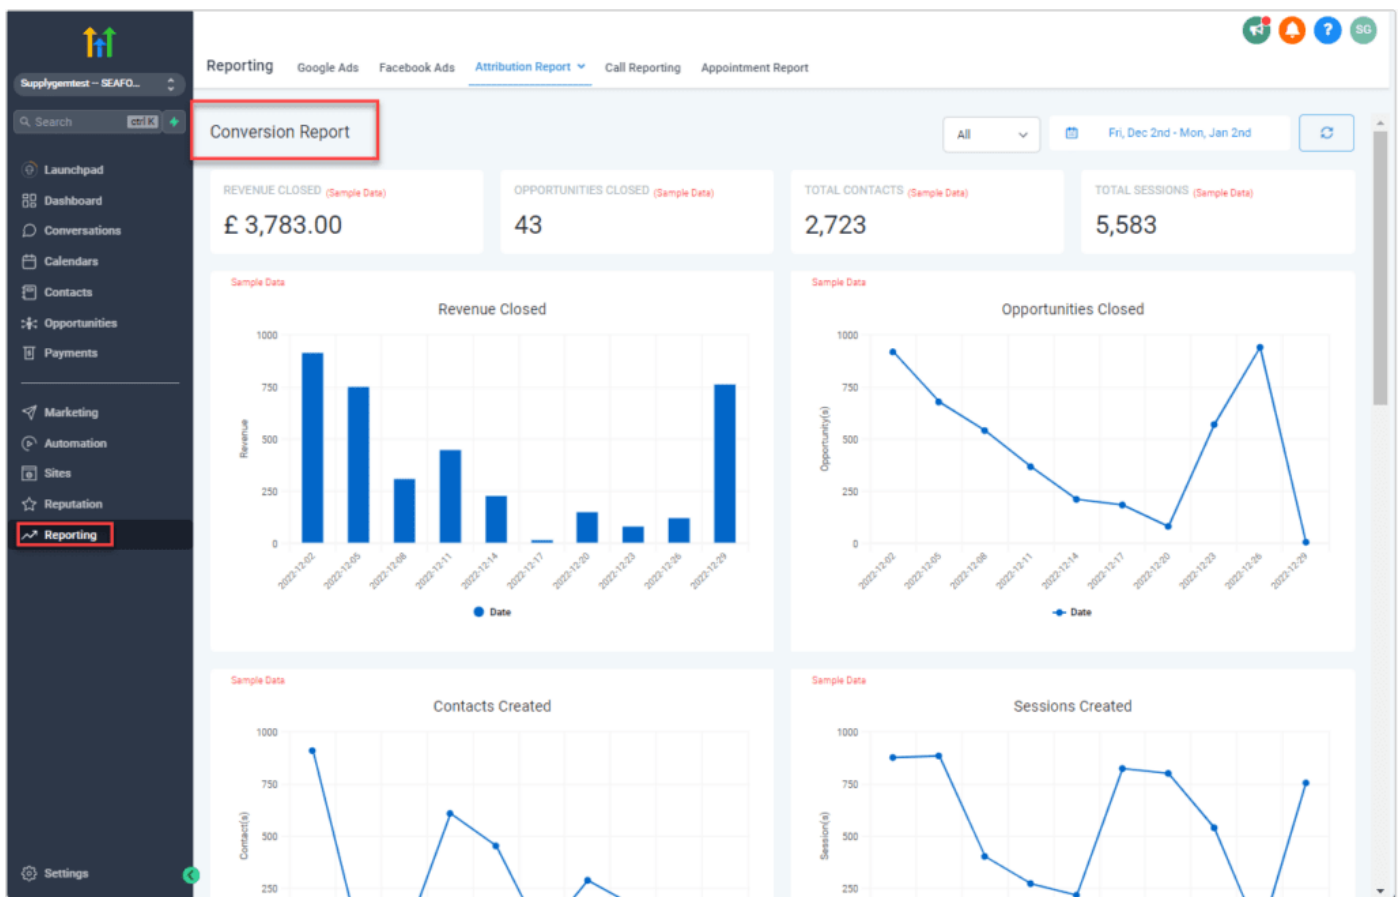 SG
Supplygemtest -- SEAFO...
Reporting
Google Ads
Facebook Ads
Attribution Report
Call Reporting
Appointment Report
Search
ctrl K
Launchpad
Dashboard
Conversations
Calendars
Contacts
Opportunities
Payments
Marketing
Automation
Sites
Reputation
Reporting
Settings
Conversion Report
All
Fri, Dec 2nd - Mon, Jan 2nd
REVENUE CLOSED (Sample Data)
£ 3,783.00
OPPORTUNITIES CLOSED (Sample Data)
43
TOTAL CONTACTS (Sample Data)
2,723
TOTAL SESSIONS (Sample Data)
5,583
Sample Data
Revenue Closed
1000
750
500
250
0
Revenue
2022-12-02
2022-12-05
2022-12-08
2022-12-11
2022-12-14
2022-12-17
2022-12-20
2022-12-23
2022-12-26
2022-12-29
Date
Sample Data
Opportunities Closed
1000
750
500
250
0
Opportunity(s)
2022-12-02
2022-12-05
2022-12-08
2022-12-11
2022-12-14
2022-12-17
2022-12-20
2022-12-23
2022-12-26
2022-12-29
Date
Sample Data
Contacts Created
1000
750
500
250
Contact(s)
Sample Data
Sessions Created
1000
750
500
250
Session(s)